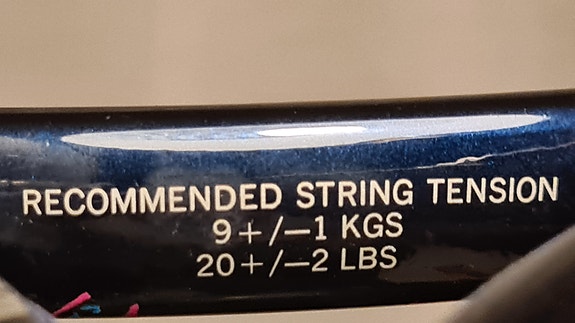 RECOMMENDED STRING TENSION
9+/−1 KGS
20+/−2 LBS